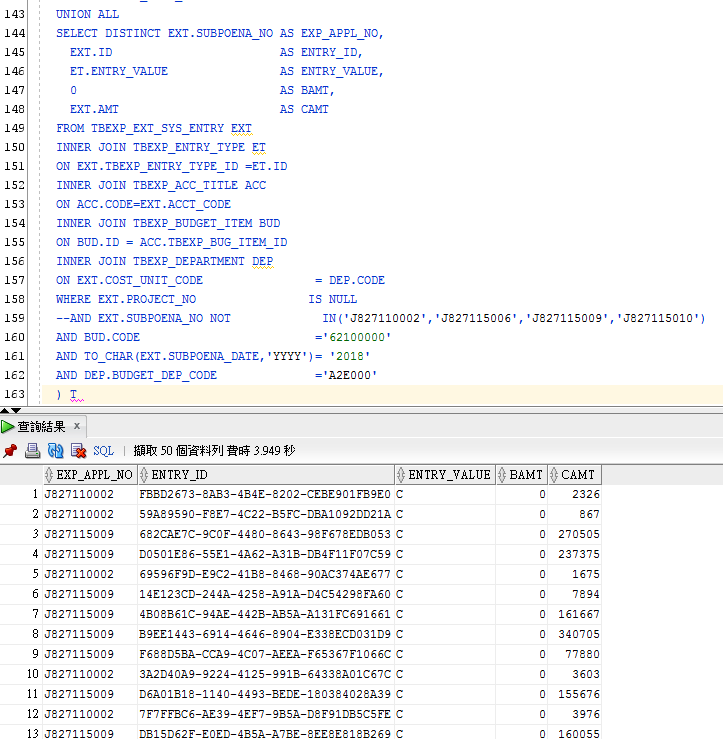 143 UNION ALL
144 SELECT DISTINCT EXT.SUBPOENA_NO AS EXP_APPL_NO,
145 EXT.ID AS ENTRY_ID,
146 ET.ENTRY_VALUE AS ENTRY_VALUE,
147 0 AS BAMT,
148 EXT.AMT AS CAMT
149 FROM TBEXP_EXT_SYS_ENTRY EXT
150 INNER JOIN TBEXP_ENTRY_TYPE ET
151 ON EXT.TBEXP_ENTRY_TYPE_ID =ET.ID
152 INNER JOIN TBEXP_ACC_TITLE ACC
153 ON ACC.CODE=EXT.ACCT_CODE
154 INNER JOIN TBEXP_BUDGET_ITEM BUD
155 ON BUD.ID = ACC.TBEXP_BUG_ITEM_ID
156 INNER JOIN TBEXP_DEPARTMENT DEP
157 ON EXT.COST_UNIT_CODE = DEP.CODE
158 WHERE EXT.PROJECT_NO IS NULL
159 --AND EXT.SUBPOENA_NO NOT IN('J827110002','J827115006','J827115009','J827115010')
160 AND BUD.CODE ='62100000'
161 AND TO_CHAR(EXT.SUBPOENA_DATE,'YYYY')= '2018'
162 AND DEP.BUDGET_DEP_CODE ='A2E000'
163 ) T
查詢結果 x
SQL | 擷取 50 個資料列 費時 3.949 秒
EXP_APPL_NO ENTRY_ID ENTRY_VALUE BAMT CAMT
1 J827110002 FBBD2673-8AB3-4B4E-8202-CEBE901FB9E0 C 0 2326
2 J827110002 59A89590-F8E7-4C22-B5FC-DBA1092DD21A C 0 867
3 J827115009 682CAE7C-9C0F-4480-8643-98F678EDB053 C 0 270505
4 J827115009 D0501E86-55E1-4A62-A31B-DB4F11F07C59 C 0 237375
5 J827110002 69596F9D-E9C2-41B8-8468-90AC374AE677 C 0 1675
6 J827115009 14E123CD-244A-4258-A91A-D4C54298FA60 C 0 7894
7 J827115009 4B08B61C-94AE-442B-AB5A-A131FC691661 C 0 161667
8 J827115009 B9EE1443-6914-4646-8904-E338ECD031D9 C 0 340705
9 J827115009 F688D5BA-CCA9-4C07-AEEA-F65367F1066C C 0 77880
10 J827110002 3A2D40A9-9224-4125-991B-64338A01C67C C 0 3603
11 J827115009 D6A01B18-1140-4493-BEDE-180384028A39 C 0 155676
12 J827110002 7F7FFBC6-AE39-4EF7-9B5A-D8F91DB5C5FE C 0 3976
13 J827115009 DB15D62F-E0ED-4B5A-A7BE-8EE8E818B269 C 0 160055